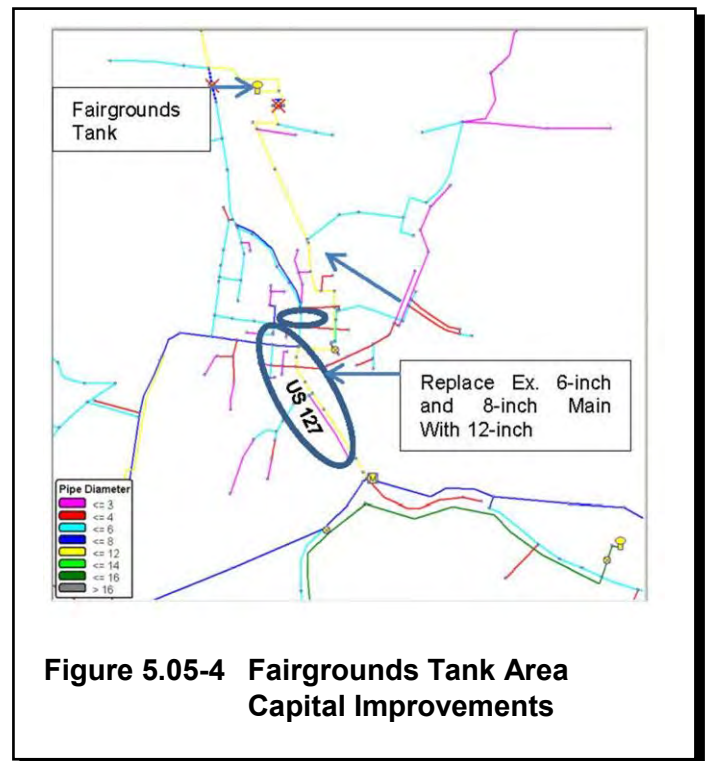 Fairgrounds
Tank
US 127
Replace Ex. 6-inch
and 8-inch Main
With 12-inch
Pipe Diameter
<= 3
<= 4
<= 6
<= 8
<= 12
<= 14
<= 16
> 16
M
Figure 5.05-4 Fairgrounds Tank Area
Capital Improvements